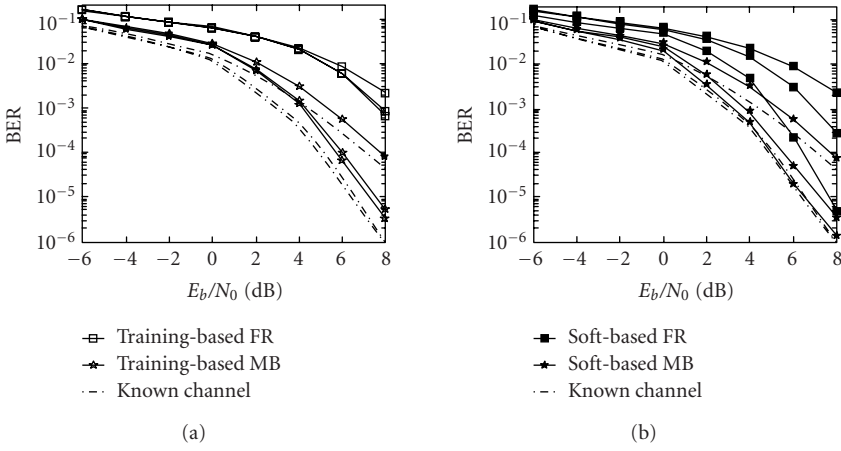 BER
10⁻¹
10⁻²
10⁻³
10⁻⁴
10⁻⁵
10⁻⁶
−6 −4 −2 0 2 4 6 8
E_b/N_0 (dB)
Training-based FR
Training-based MB
Known channel
(a)
BER
10⁻¹
10⁻²
10⁻³
10⁻⁴
10⁻⁵
10⁻⁶
−6 −4 −2 0 2 4 6 8
E_b/N_0 (dB)
Soft-based FR
Soft-based MB
Known channel
(b)